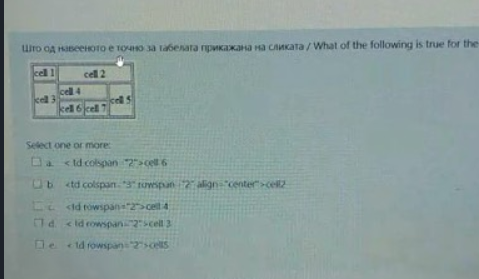 Што од навееното е точно за табелата прикажана на сликата / What of the following is true for the
cell 1 cell 2
cell 3 cell 4 cell 5
cell 6 cell 7
Select one or more:
a. < td colspan="2">cell 6
b. <td colspan="3" rowspan="2" align="center">cell2
c. <td rowspan="2">cell 4
d. < td rowspan="2">cell 3
e. < td rowspan="2">cell5